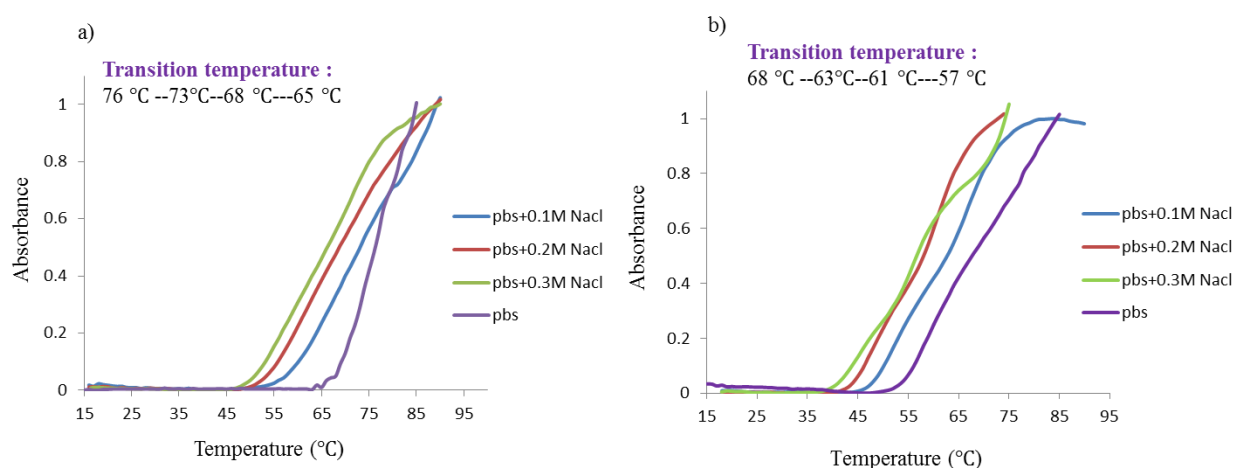 a)
Transition temperature :
76 °C --73°C--68 °C---65 °C
1
0.8
0.6
0.4
0.2
0
15 25 35 45 55 65 75 85 95
Absorbance
Temperature (°C)
pbs+0.1M Nacl
pbs+0.2M Nacl
pbs+0.3M Nacl
pbs
b)
Transition temperature :
68 °C --63°C--61 °C---57 °C
1
0.8
0.6
0.4
0.2
0
15 25 35 45 55 65 75 85 95
Absorbance
Temperature (°C)
pbs+0.1M Nacl
pbs+0.2M Nacl
pbs+0.3M Nacl
pbs